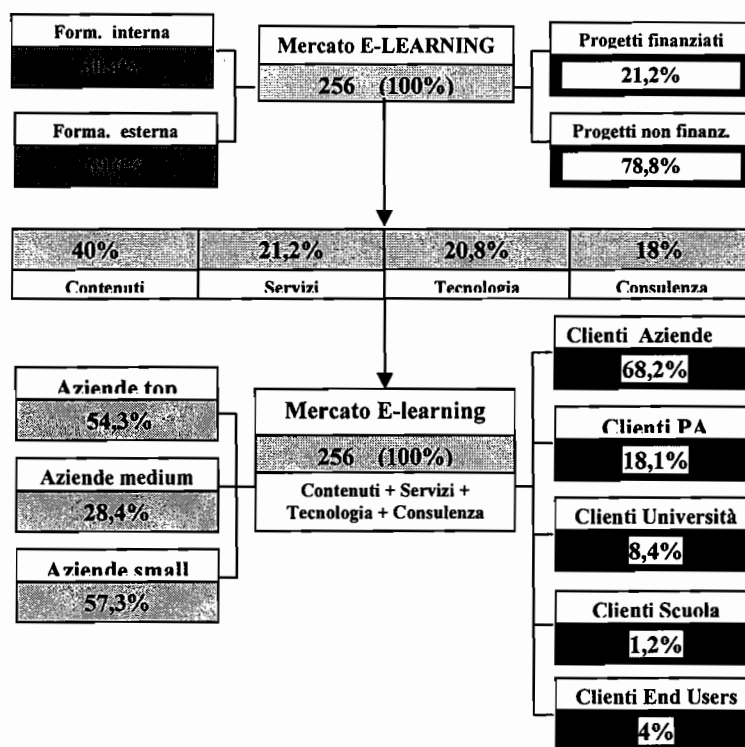 Form. interna
Forma. esterna
Mercato E-LEARNING
256 (100%)
Progetti finanziati
21,2%
Progetti non finanz.
78,8%
40% 21,2% 20,8% 18%
Contenuti Servizi Tecnologia Consulenza
Aziende top
54,3%
Aziende medium
28,4%
Aziende small
57,3%
Mercato E-learning
256 (100%)
Contenuti + Servizi +
Tecnologia + Consulenza
Clienti Aziende
68,2%
Clienti PA
18,1%
Clienti Università
8,4%
Clienti Scuola
1,2%
Clienti End Users
4%